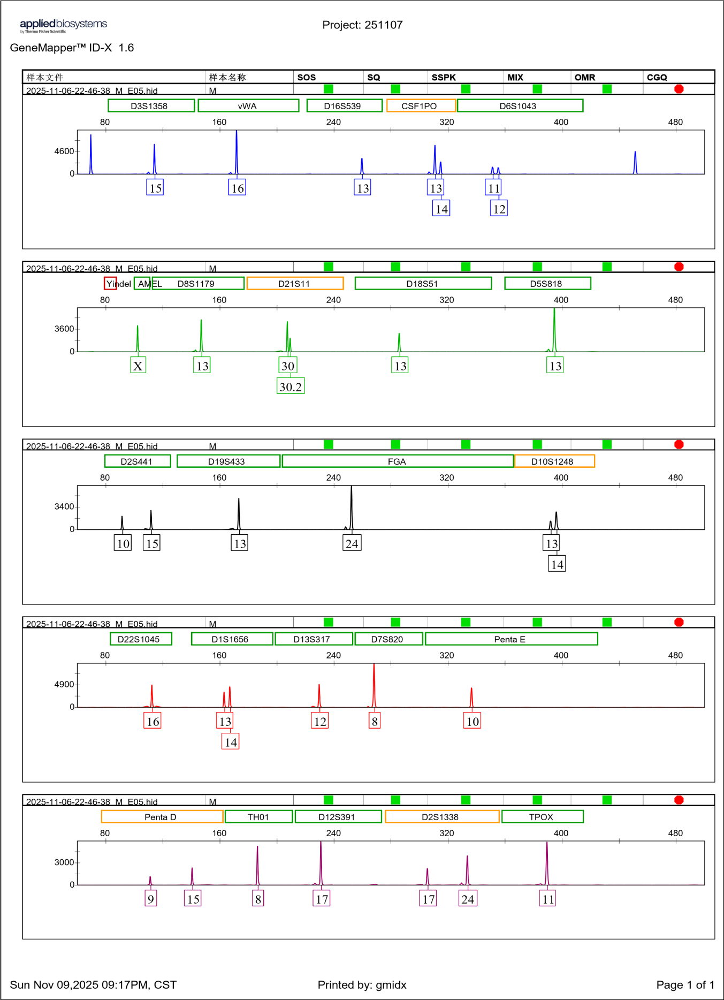 appliedbiosystems
by Thermo Fisher Scientific
Project: 251107
GeneMapper™ ID-X 1.6
样本文件 样本名称 SOS SQ SSPK MIX OMR CGQ
2025-11-06-22-46-38_M_E05.hid M
D3S1358 vWA D16S539 CSF1PO D6S1043
80 160 240 320 400 480
4600
0
15 16 13 13 11
14 12
2025-11-06-22-46-38_M_E05.hid M
Yindel AMEL D8S1179 D21S11 D18S51 D5S818
80 160 240 320 400 480
3600
0
X 13 30 13 13
30.2
2025-11-06-22-46-38_M_E05.hid M
D2S441 D19S433 FGA D10S1248
80 160 240 320 400 480
3400
0
10 15 13 24 13
14
2025-11-06-22-46-38_M_E05.hid M
D22S1045 D1S1656 D13S317 D7S820 Penta E
80 160 240 320 400 480
4900
0
16 13 12 8 10
14
2025-11-06-22-46-38_M_E05.hid M
Penta D TH01 D12S391 D2S1338 TPOX
80 160 240 320 400 480
3000
0
9 15 8 17 17 24 11
Sun Nov 09,2025 09:17PM, CST Printed by: gmidx Page 1 of 1